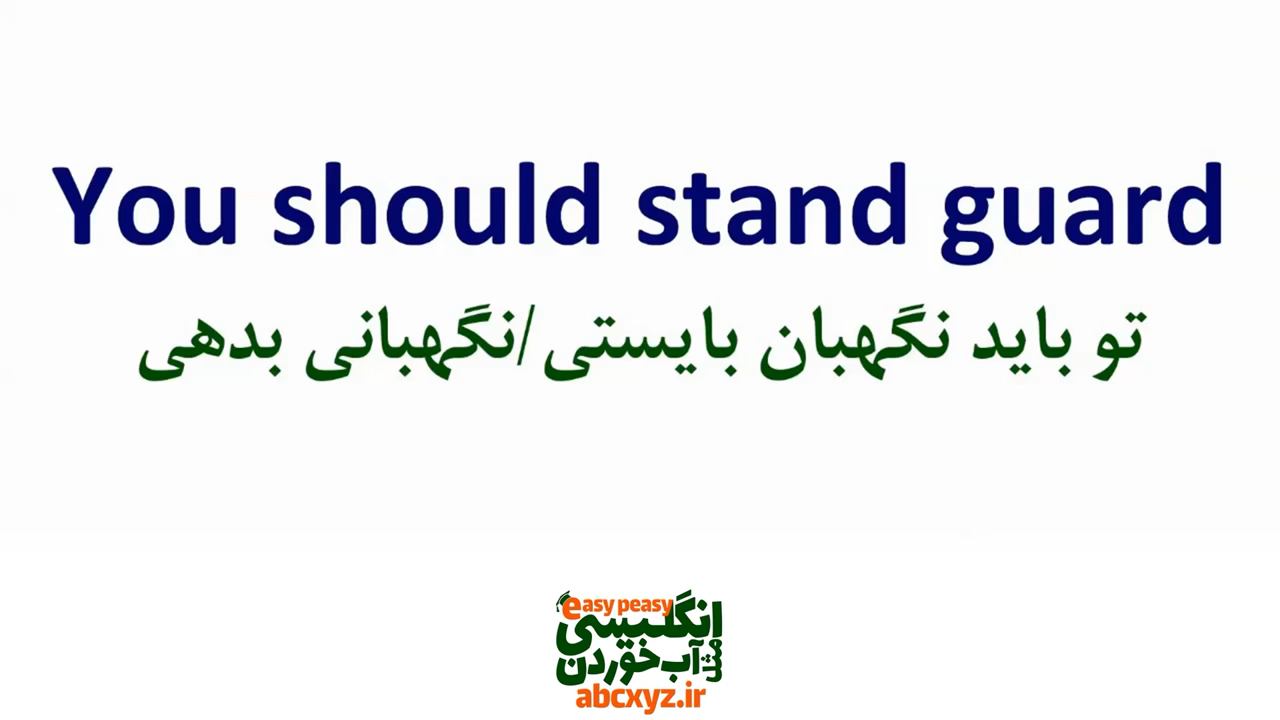 You should stand guard
تو باید نگهبان بایستی/نگهبانی بدهی
easy peasy
انگلیسی
مثل آب خوردن
abcxyz.ir